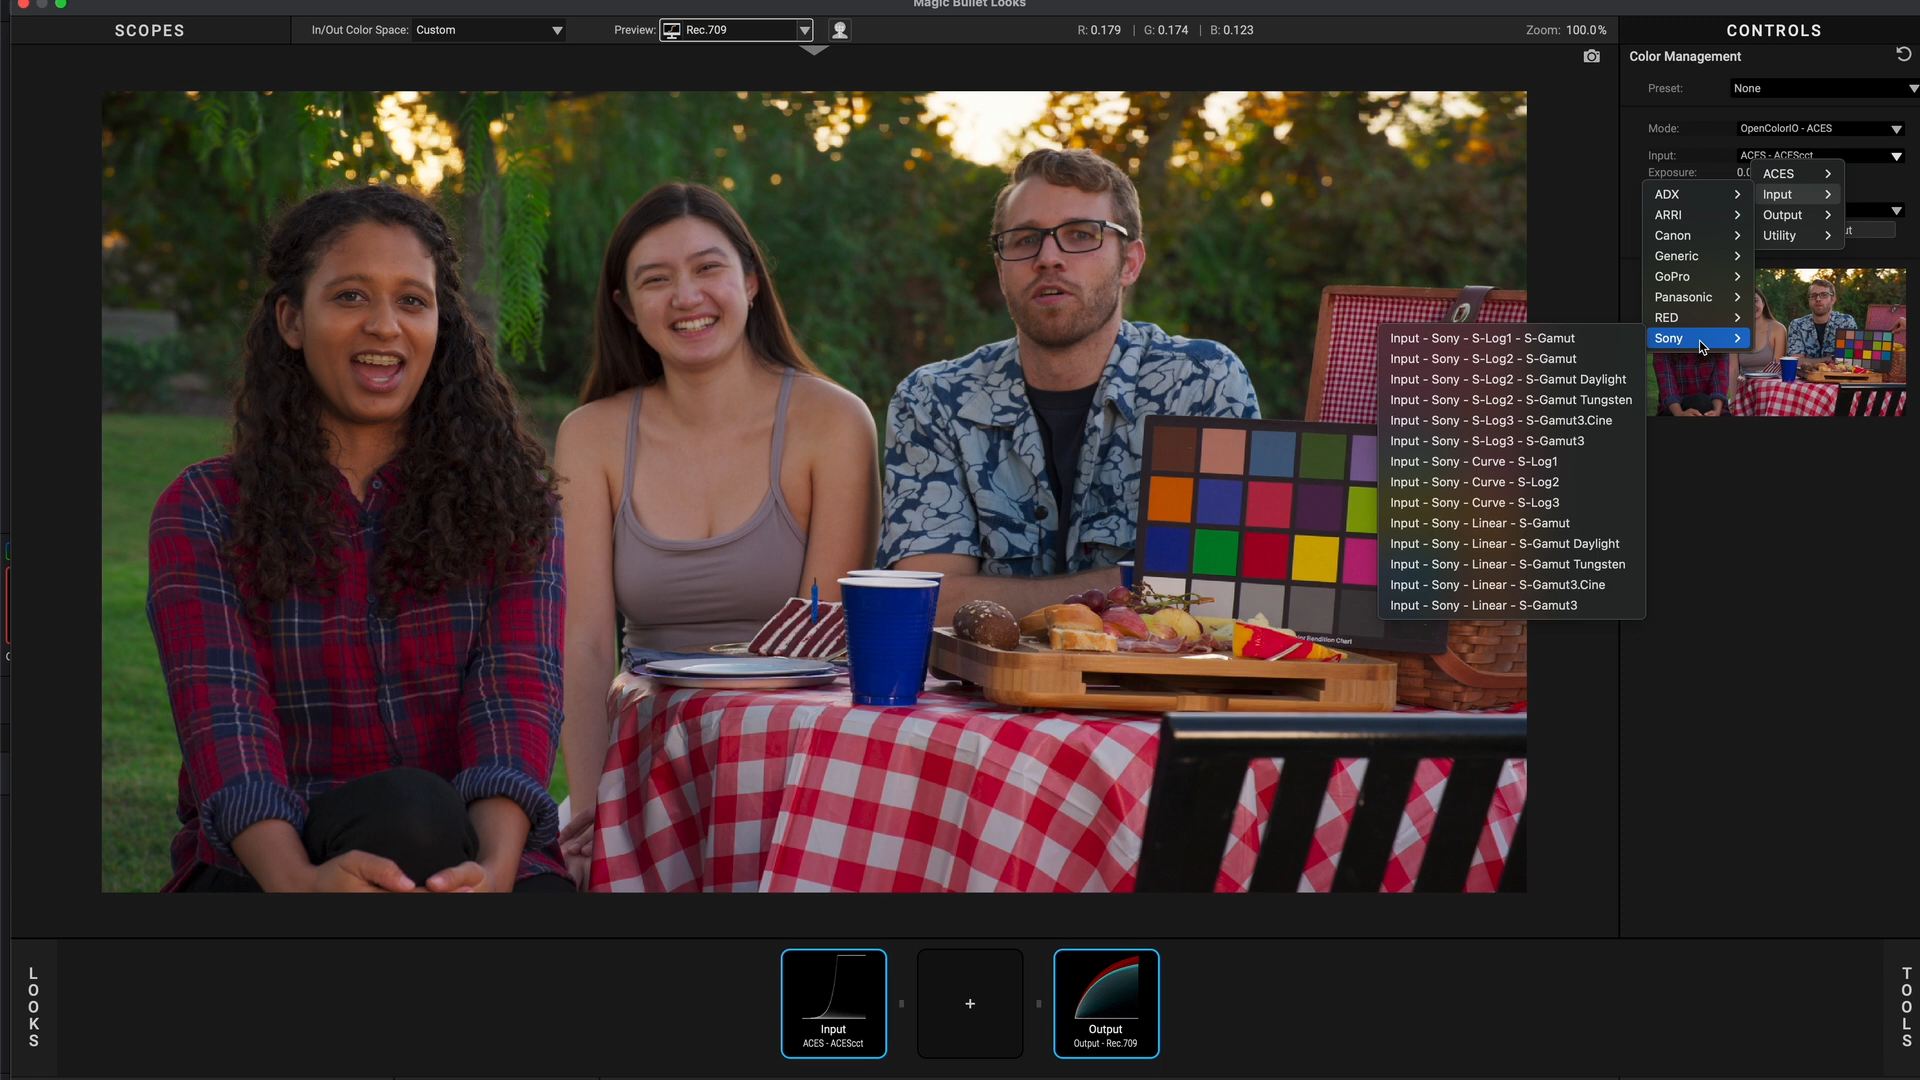 Magic Bullet Looks
SCOPES
In/Out Color Space: Custom
Preview: Rec.709
R: 0.179 | G: 0.174 | B: 0.123
Zoom: 100.0%
CONTROLS
Color Management
Preset: None
Mode: OpenColorIO - ACES
Input: ACES - ACEScct
Exposure: 0.0
ACES
Input
Output
Utility
ut
ADX
ARRI
Canon
Generic
GoPro
Panasonic
RED
Sony
Input - Sony - S-Log1 - S-Gamut
Input - Sony - S-Log2 - S-Gamut
Input - Sony - S-Log2 - S-Gamut Daylight
Input - Sony - S-Log2 - S-Gamut Tungsten
Input - Sony - S-Log3 - S-Gamut3.Cine
Input - Sony - S-Log3 - S-Gamut3
Input - Sony - Curve - S-Log1
Input - Sony - Curve - S-Log2
Input - Sony - Curve - S-Log3
Input - Sony - Linear - S-Gamut
Input - Sony - Linear - S-Gamut Daylight
Input - Sony - Linear - S-Gamut Tungsten
Input - Sony - Linear - S-Gamut3.Cine
Input - Sony - Linear - S-Gamut3
Rendition Chart
LOOKS
Input
ACES - ACEScct
+
Output
Output - Rec.709
TOOLS